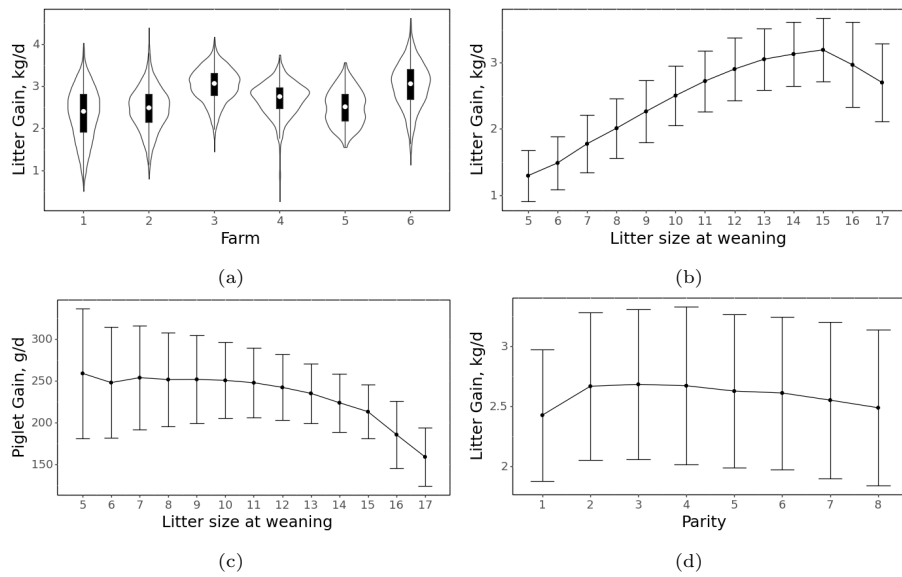 Litter Gain, kg/d
4
3
2
1
1 2 3 4 5 6
Farm
(a)
Litter Gain, kg/d
3
2
1
5 6 7 8 9 10 11 12 13 14 15 16 17
Litter size at weaning
(b)
Piglet Gain, g/d
300
250
200
150
5 6 7 8 9 10 11 12 13 14 15 16 17
Litter size at weaning
(c)
Litter Gain, kg/d
3
2.5
2
1 2 3 4 5 6 7 8
Parity
(d)